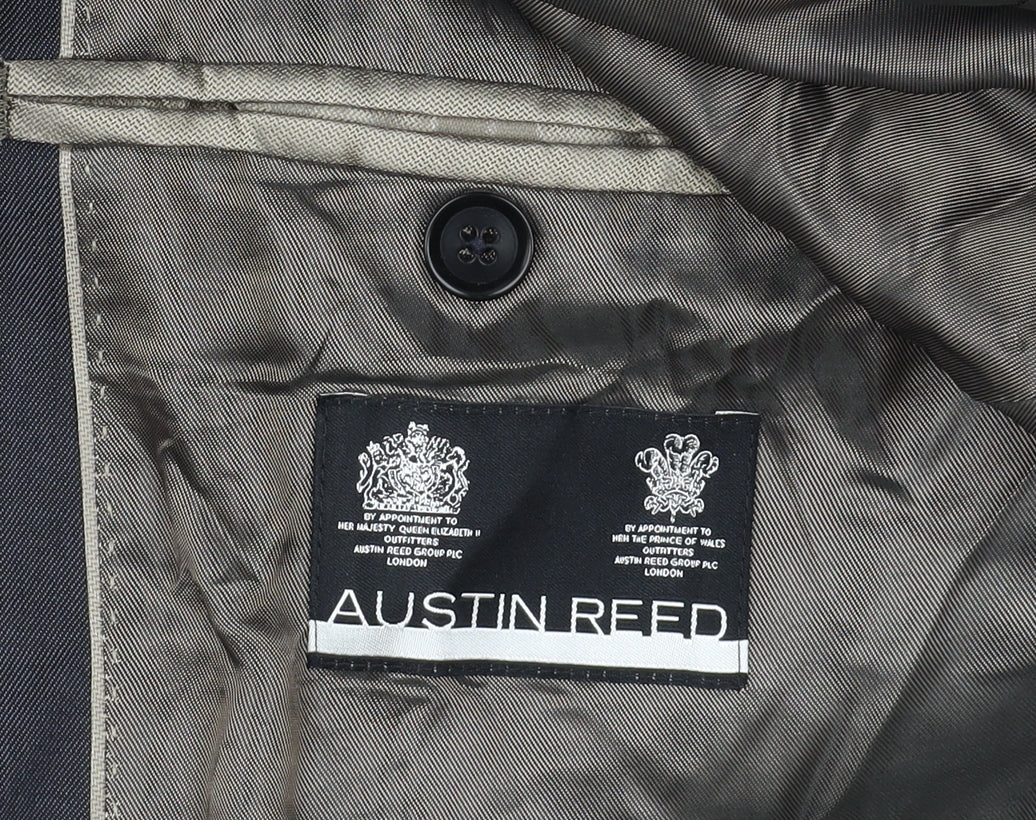 BY APPOINTMENT TO
HER MAJESTY QUEEN ELIZABETH II
OUTFITTERS
AUSTIN REED GROUP PLC
LONDON
BY APPOINTMENT TO
HRH THE PRINCE OF WALES
OUTFITTERS
AUSTIN REED GROUP PLC
LONDON
AUSTIN REED